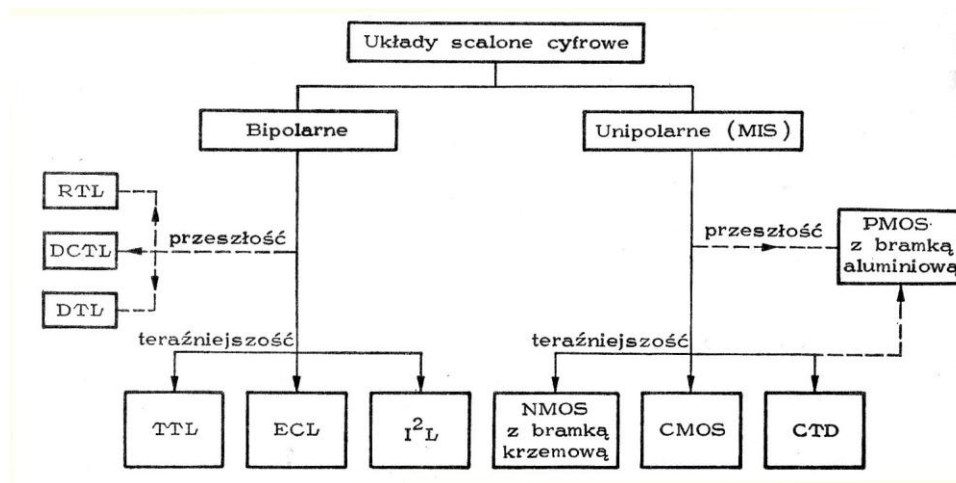 Układy scalone cyfrowe
Bipolarne
Unipolarne (MIS)
RTL
DCTL
DTL
przeszłość
przeszłość
PMOS
z bramką
aluminiową
teraźniejszość
teraźniejszość
TTL
ECL
I²L
NMOS
z bramką
krzemową
CMOS
CTD